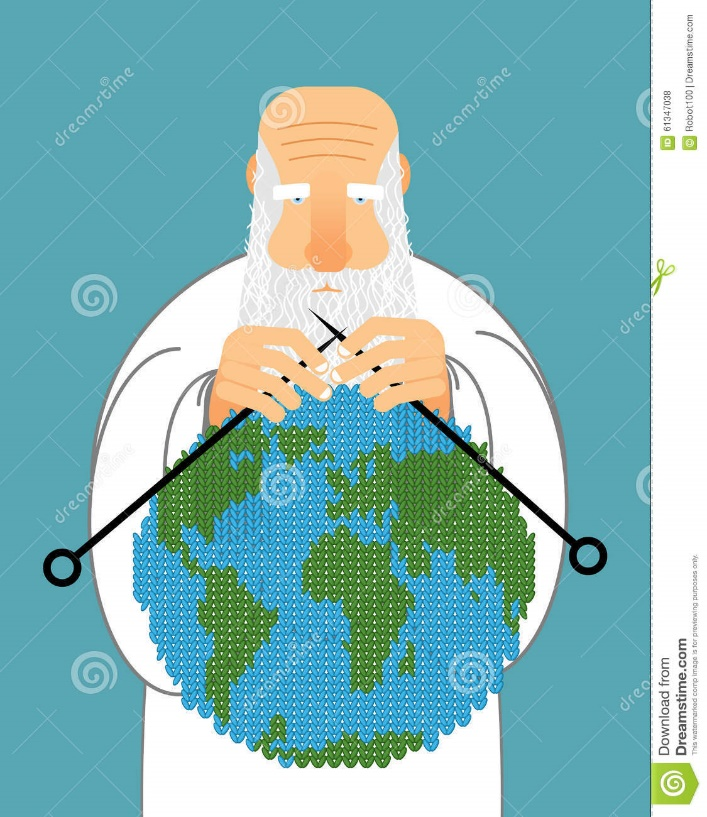 dreamstime
dreamstime
dreamstime
dreamstime
dreamstime
dreamstime
ID 61347038
© Robot100 | Dreamstime.com
Download from
Dreamstime.com
This watermarked comp image is for previewing purposes only.